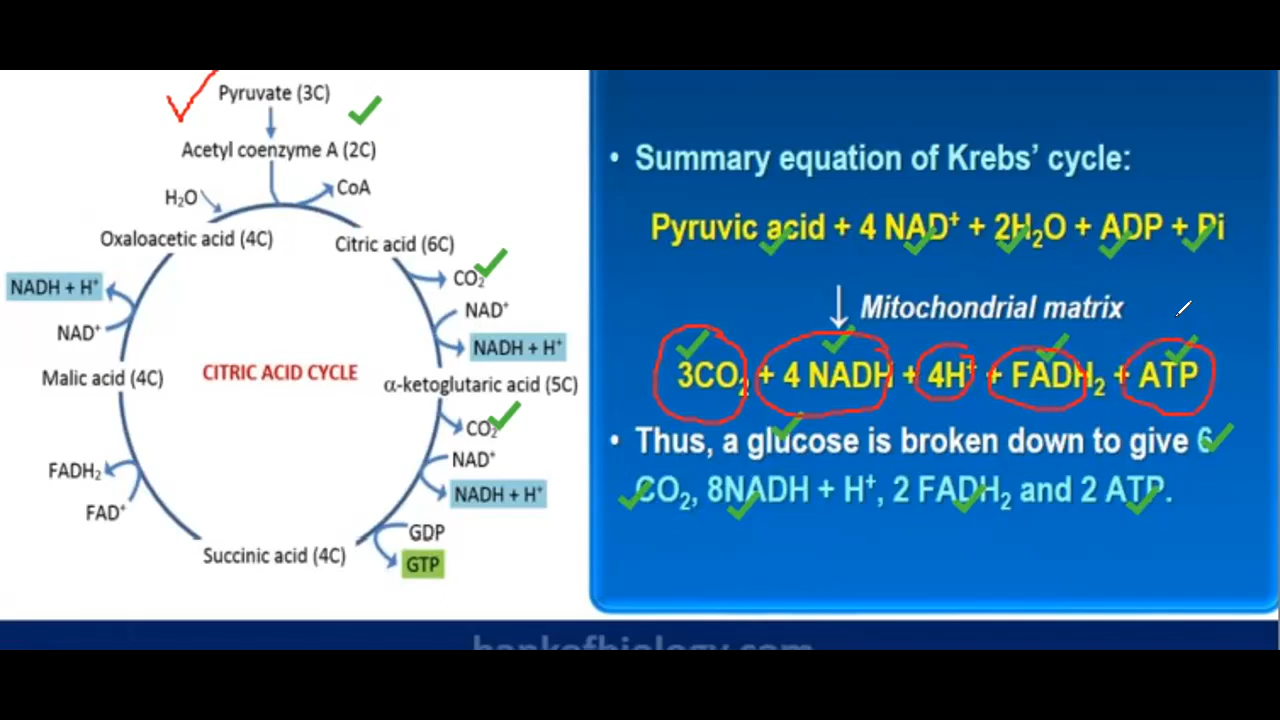 Pyruvate (3C)
Acetyl coenzyme A (2C)
CoA
H₂O
Oxaloacetic acid (4C)
Citric acid (6C)
CO₂
NADH + H⁺
NAD⁺
NAD⁺
NADH + H⁺
Malic acid (4C)
CITRIC ACID CYCLE
α-ketoglutaric acid (5C)
CO₂
NAD⁺
FADH₂
NADH + H⁺
FAD⁺
GDP
Succinic acid (4C)
GTP
• Summary equation of Krebs’ cycle:
Pyruvic acid + 4 NAD⁺ + 2H₂O + ADP + Pi
↓ Mitochondrial matrix
3CO₂ + 4 NADH + 4H⁺ + FADH₂ + ATP
• Thus, a glucose is broken down to give 6
CO₂, 8NADH + H⁺, 2 FADH₂ and 2 ATP.
bankofbiology.com